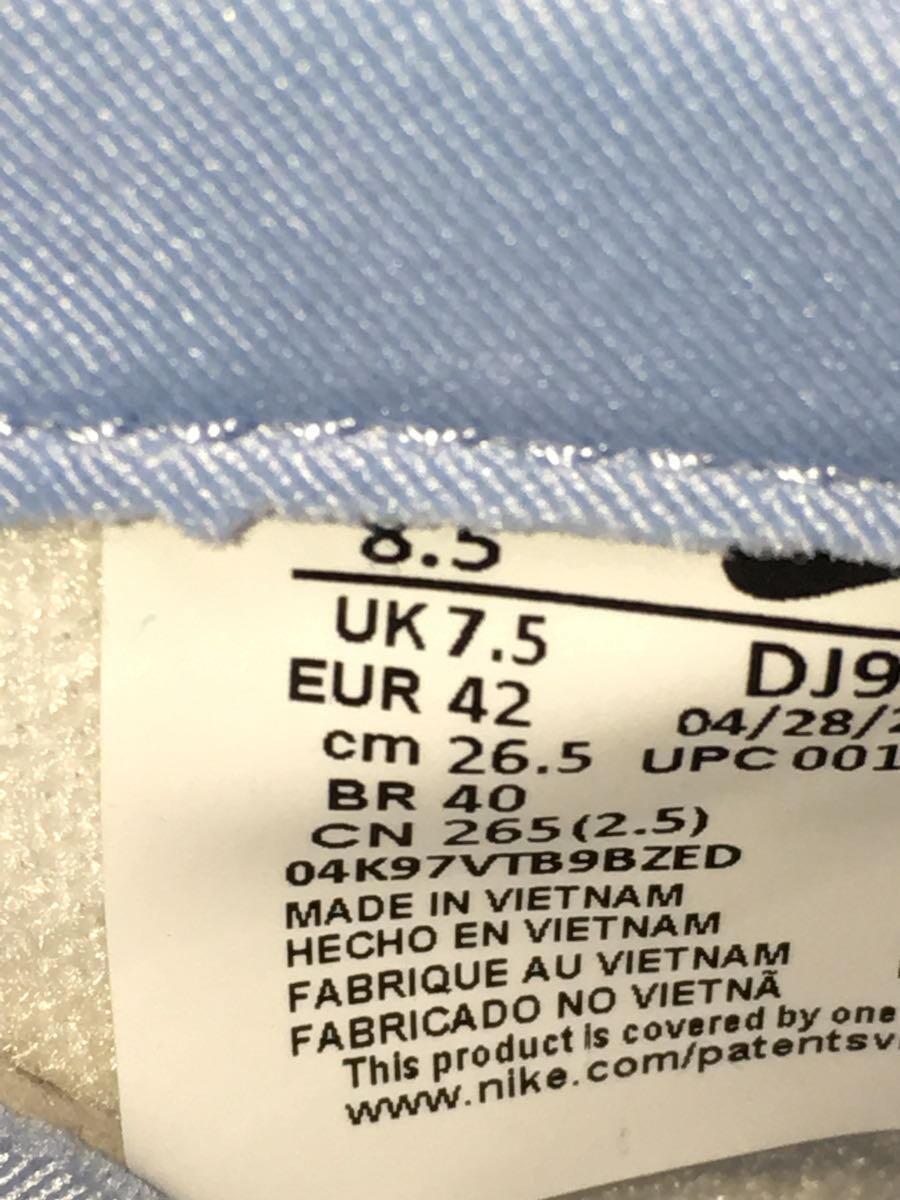 8.5
UK 7.5
EUR 42
cm 26.5
BR 40
CN 265(2.5)
04K97VTB9BZED
DJ9
04/28/2
UPC 001
MADE IN VIETNAM
HECHO EN VIETNAM
FABRIQUE AU VIETNAM
FABRICADO NO VIETNÃ
This product is covered by one
www.nike.com/patentsv